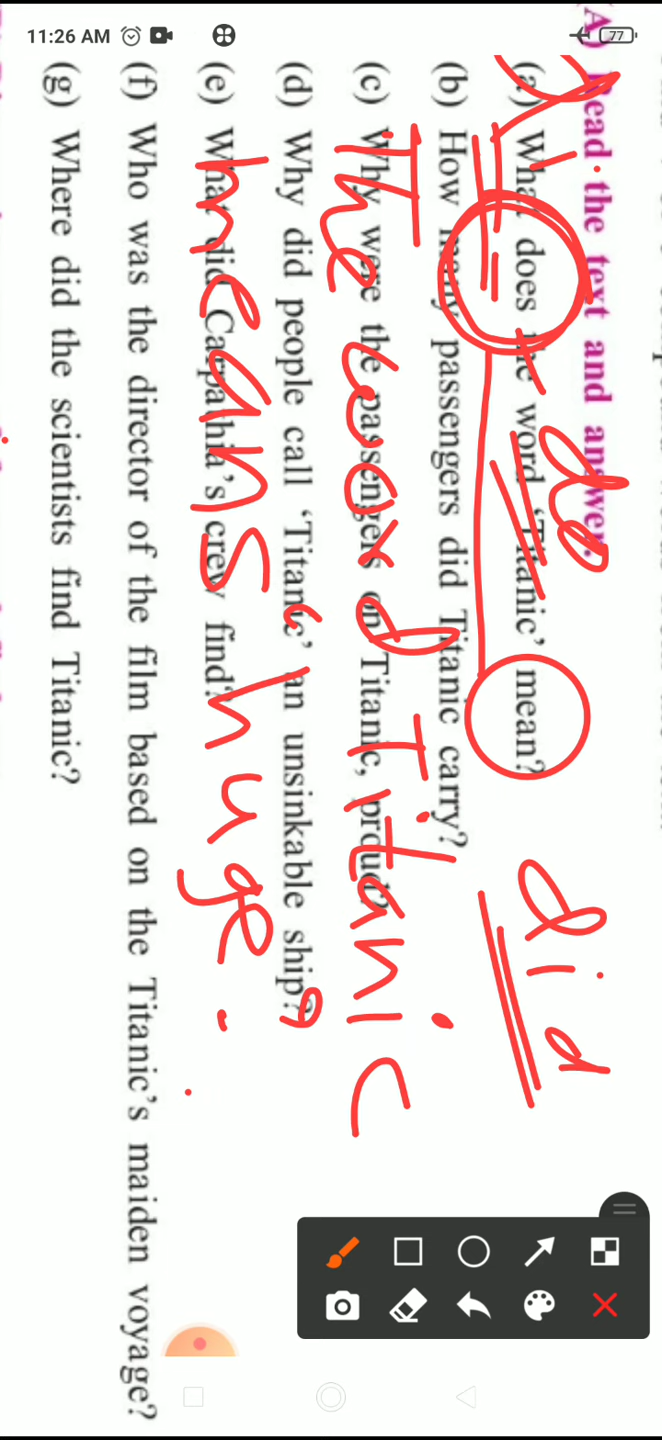 11:26 AM
77
(A) Read the text and answer.
(a) What does the word ‘Titanic’ mean?
(b) How many passengers did Titanic carry?
(c) Why were the passengers on Titanic, proud?
(d) Why did people call ‘Titanic’ an unsinkable ship?
(e) What did Carpathia’s crew find?
(f) Who was the director of the film based on the Titanic’s maiden voyage?
(g) Where did the scientists find Titanic?
do
did
The word Titanic
means huge.